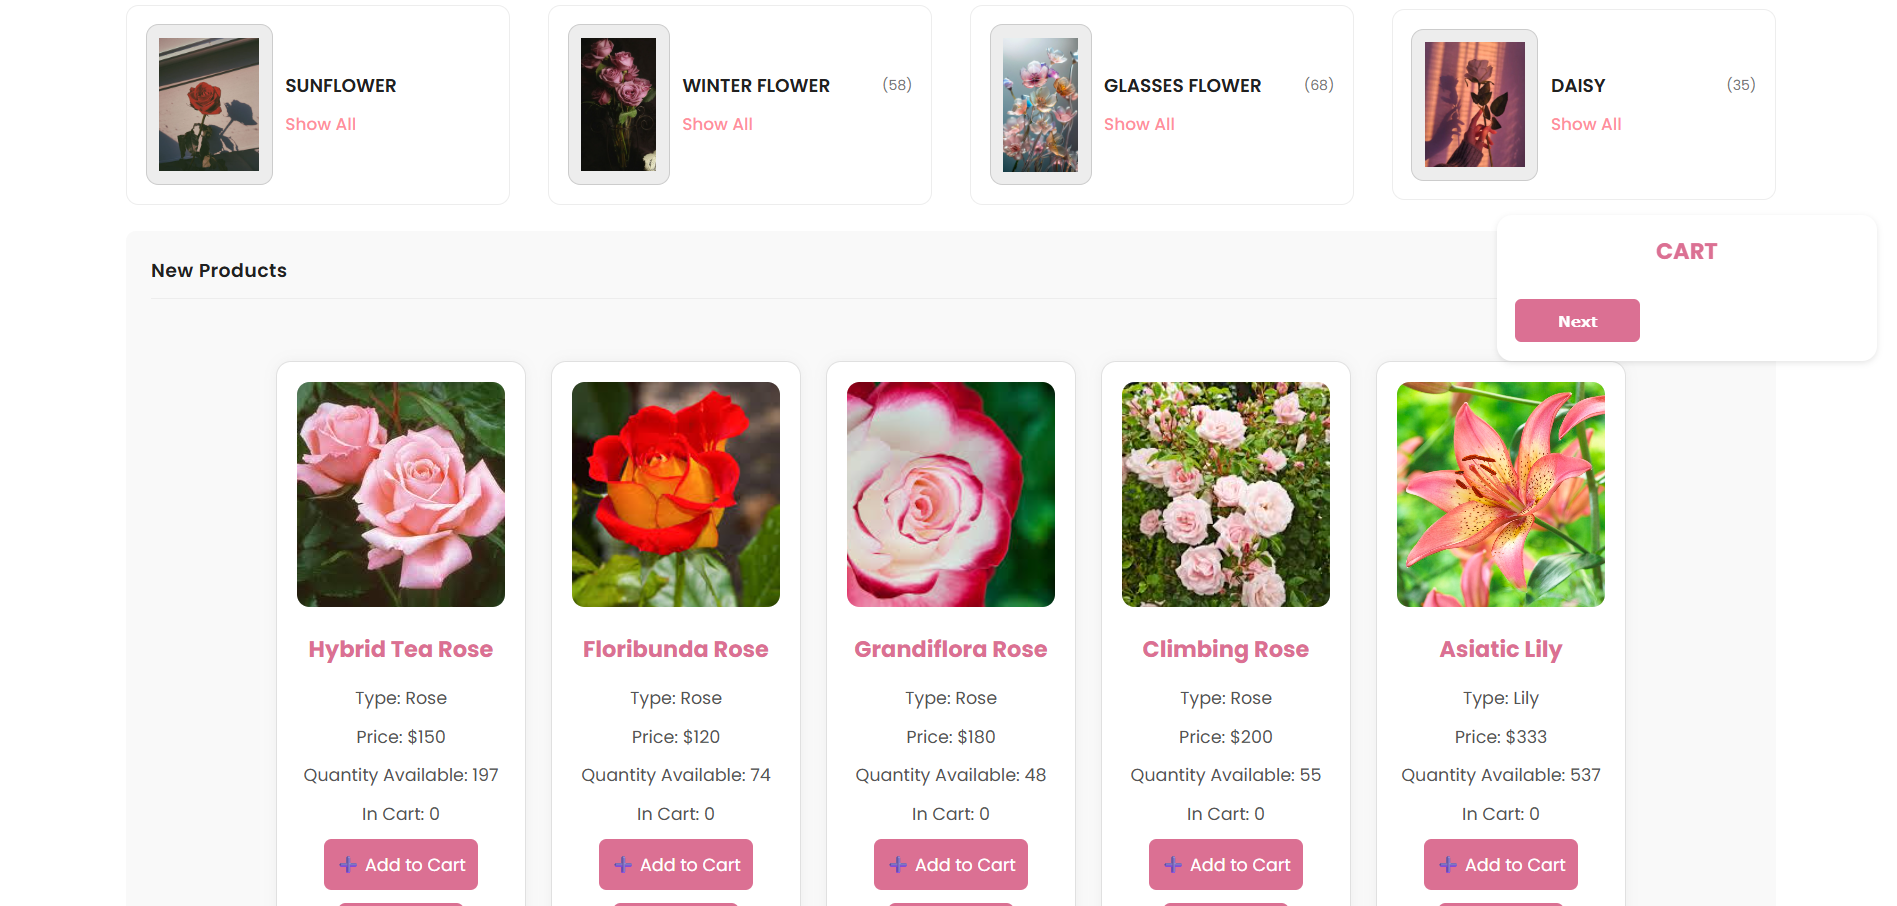 SUNFLOWER
Show All
WINTER FLOWER (58)
Show All
GLASSES FLOWER (68)
Show All
DAISY (35)
Show All
New Products
CART
Next
Hybrid Tea Rose
Type: Rose
Price: $150
Quantity Available: 197
In Cart: 0
Add to Cart
Floribunda Rose
Type: Rose
Price: $120
Quantity Available: 74
In Cart: 0
Add to Cart
Grandiflora Rose
Type: Rose
Price: $180
Quantity Available: 48
In Cart: 0
Add to Cart
Climbing Rose
Type: Rose
Price: $200
Quantity Available: 55
In Cart: 0
Add to Cart
Asiatic Lily
Type: Lily
Price: $333
Quantity Available: 537
In Cart: 0
Add to Cart